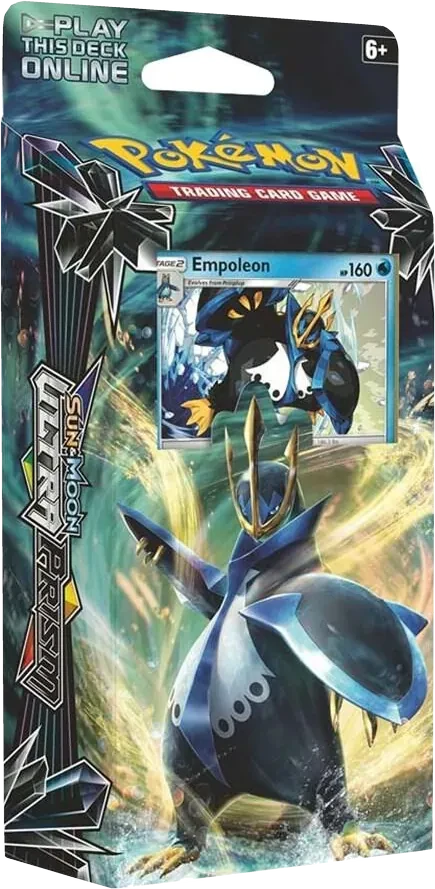 PLAY
THIS DECK
ONLINE
6+
POKéMON
TRADING CARD GAME
STAGE 2
Empoleon
HP 160
Evolves from Prinplup
SUN & MOON
ULTRA PRISM